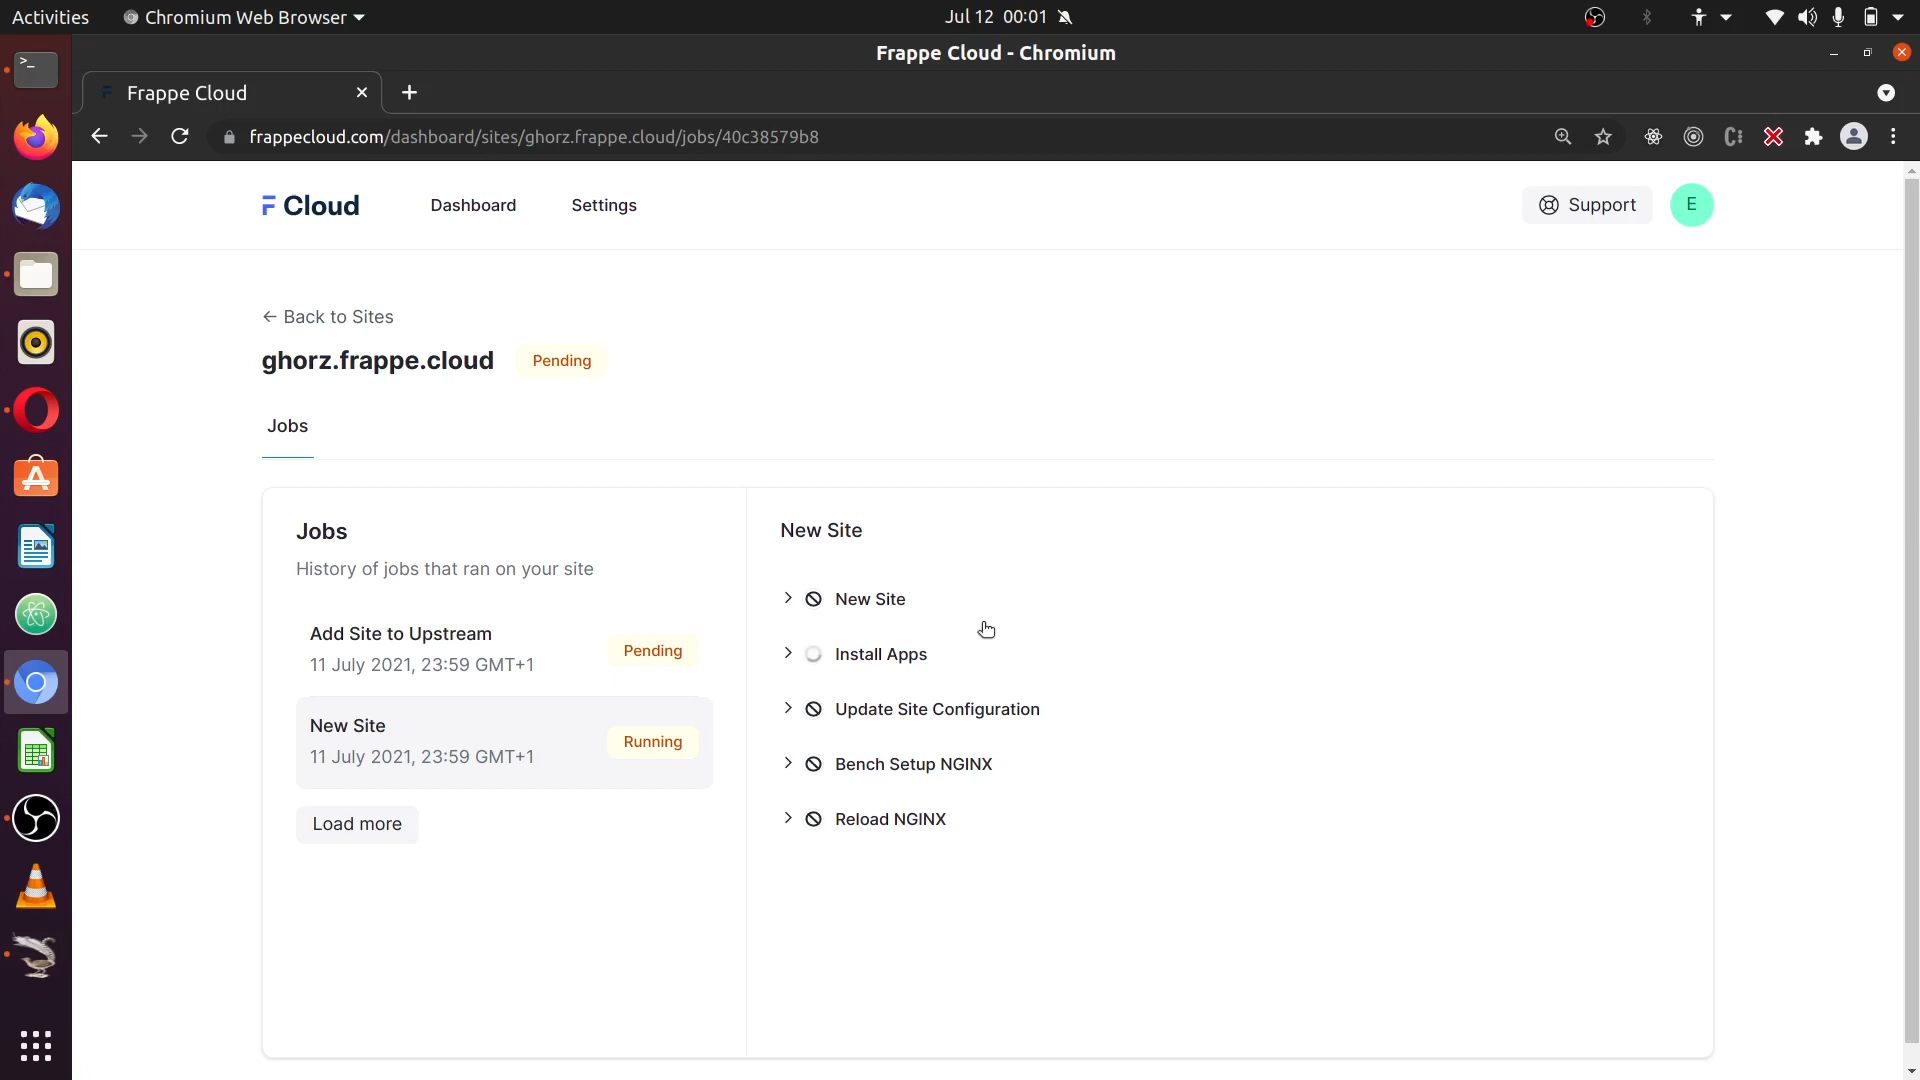 Activities
Chromium Web Browser
Jul 12 00:01
Frappe Cloud - Chromium
Frappe Cloud
frappecloud.com/dashboard/sites/ghorz.frappe.cloud/jobs/40c38579b8
Cloud
Dashboard
Settings
Support
E
← Back to Sites
ghorz.frappe.cloud
Pending
Jobs
Jobs
History of jobs that ran on your site
Add Site to Upstream
11 July 2021, 23:59 GMT+1
Pending
New Site
11 July 2021, 23:59 GMT+1
Running
Load more
New Site
New Site
Install Apps
Update Site Configuration
Bench Setup NGINX
Reload NGINX